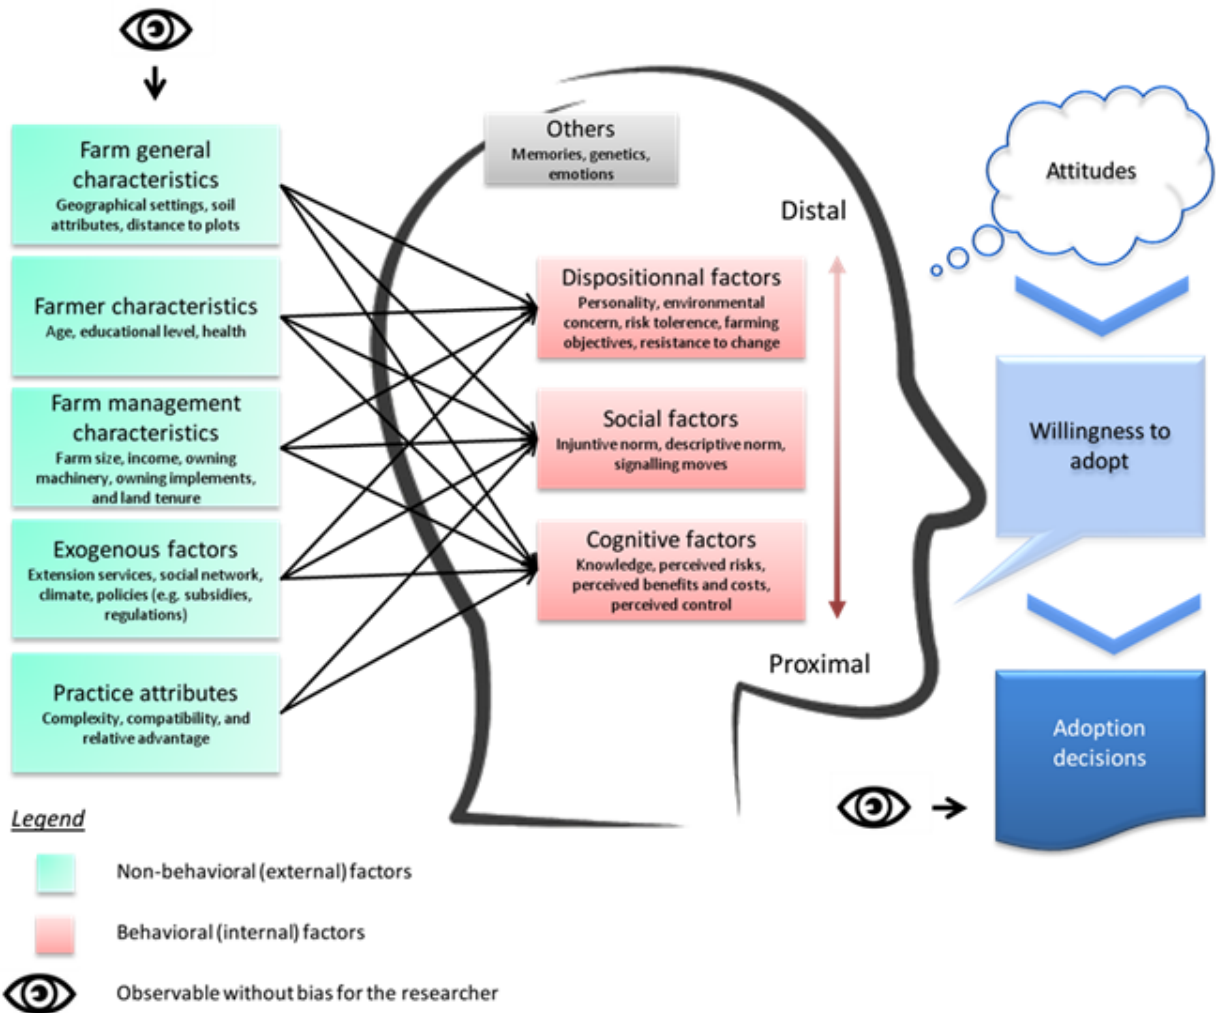 Farm general
characteristics
Geographical settings, soil
attributes, distance to plots
Farmer characteristics
Age, educational level, health
Farm management
characteristics
Farm size, income, owning
machinery, owning implements,
and land tenure
Exogenous factors
Extension services, social network,
climate, policies (e.g. subsidies,
regulations)
Practice attributes
Complexity, compatibility, and
relative advantage
Others
Memories, genetics,
emotions
Distal
Dispositionnal factors
Personality, environmental
concern, risk tolerence, farming
objectives, resistance to change
Social factors
Injuntive norm, descriptive norm,
signalling moves
Cognitive factors
Knowledge, perceived risks,
perceived benefits and costs,
perceived control
Proximal
Attitudes
Willingness to
adopt
Adoption
decisions
Legend
Non-behavioral (external) factors
Behavioral (internal) factors
Observable without bias for the researcher